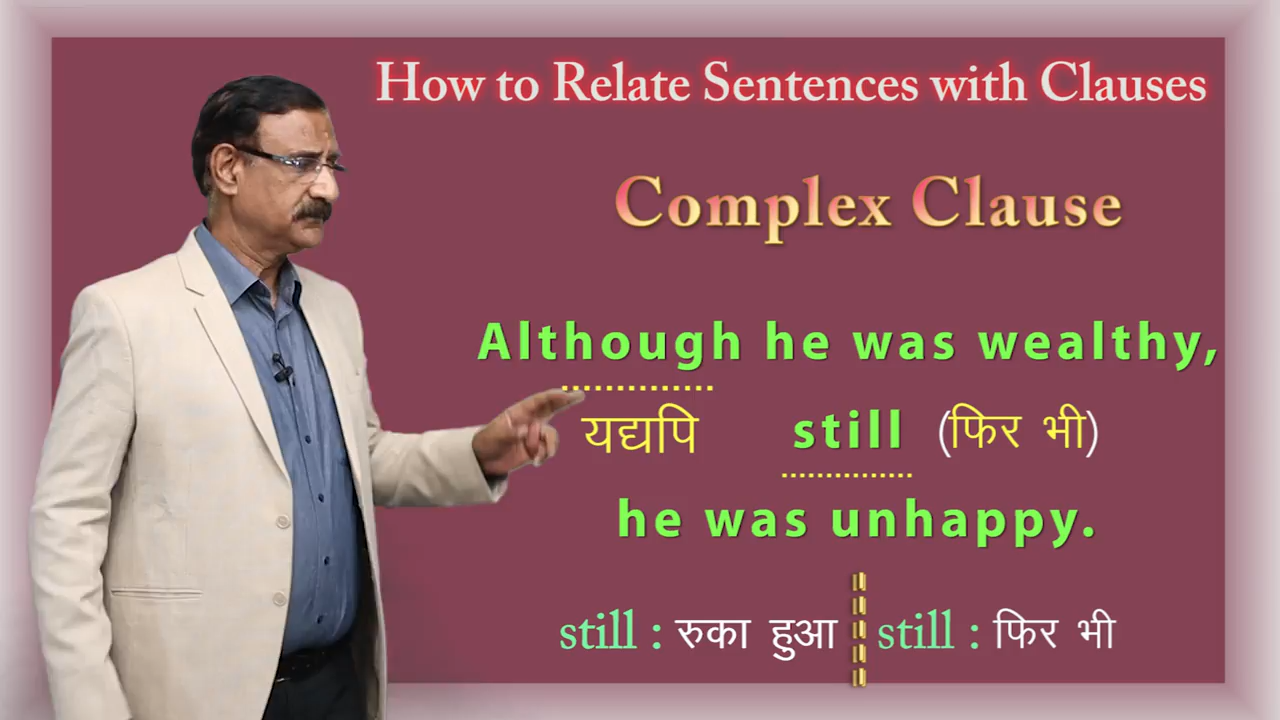 How to Relate Sentences with Clauses
Complex Clause
Although he was wealthy,
यद्यपि still (फिर भी)
he was unhappy.
still : रुका हुआ still : फिर भी